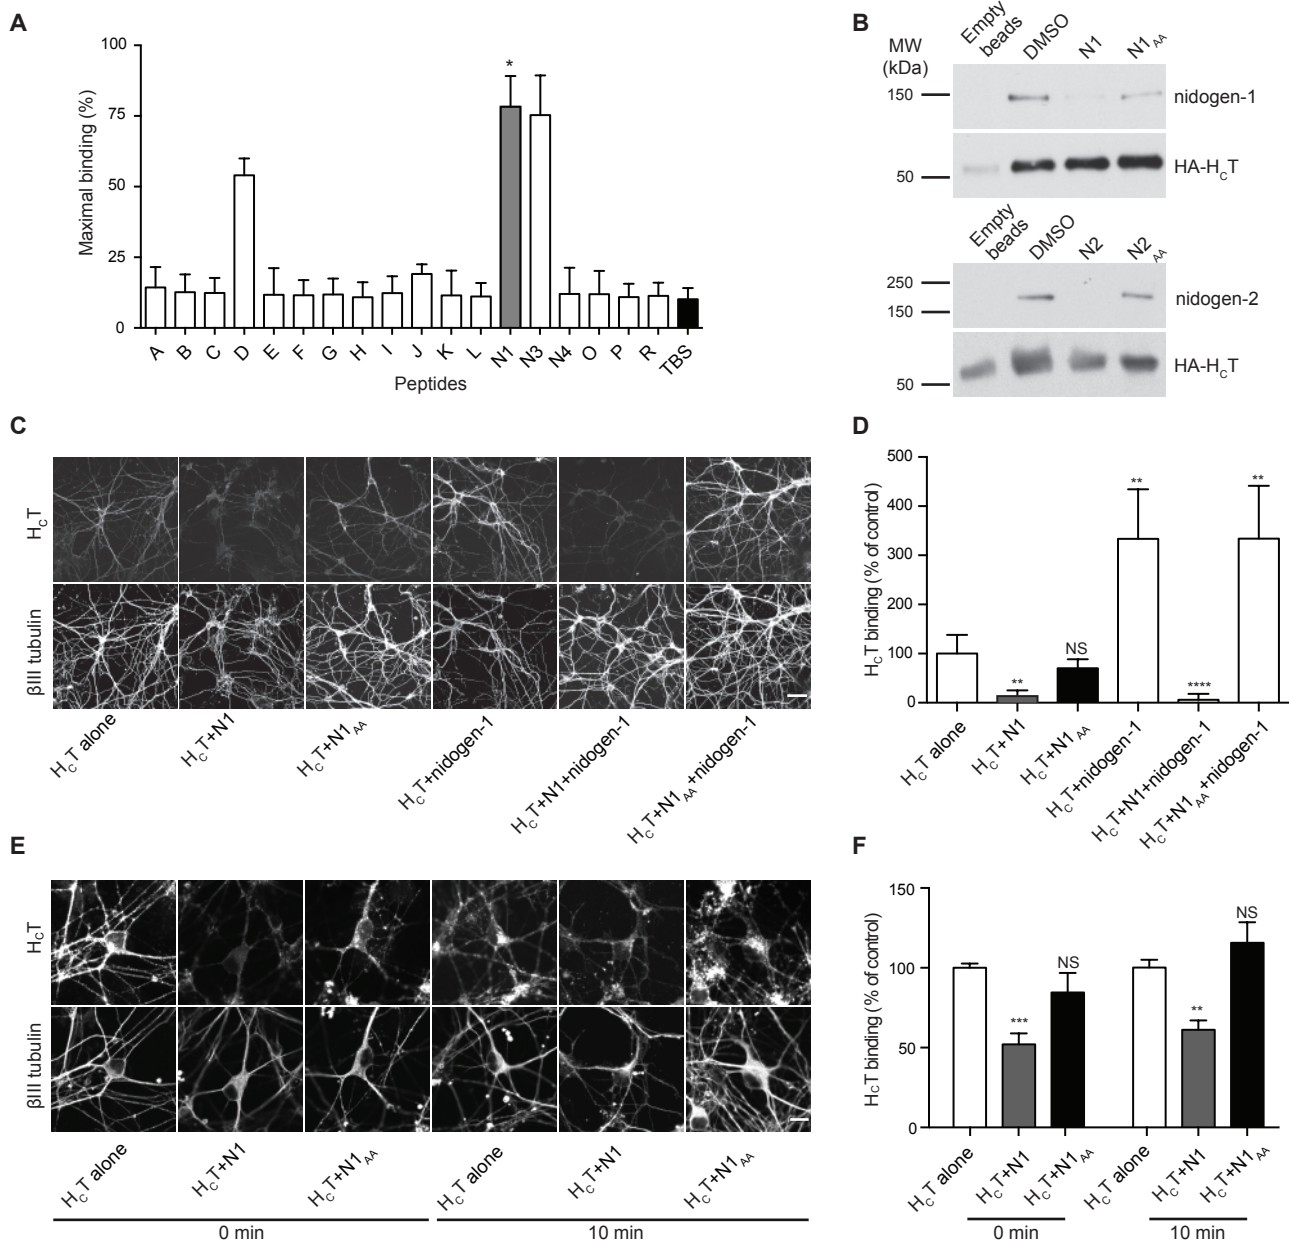 A
100
75
50
25
0
Maximal binding (%)
*
A B C D E F G H I J K L N1 N3 N4 O P R TBS
Peptides
B
MW
(kDa)
Empty
beads
DMSO
N1
N1AA
150
nidogen-1
50
HA-HCT
Empty
beads
DMSO
N2
N2AA
250
150
nidogen-2
50
HA-HCT
C
HCT
βIII tubulin
HCT alone
HCT+N1
HCT+N1AA
HCT+nidogen-1
HCT+N1+nidogen-1
HCT+N1AA+nidogen-1
D
500
400
300
200
100
0
HCT binding (% of control)
**
NS
**
****
**
HCT alone
HCT+N1
HCT+N1AA
HCT+nidogen-1
HCT+N1+nidogen-1
HCT+N1AA+nidogen-1
E
HCT
βIII tubulin
HCT alone
HCT+N1
HCT+N1AA
HCT alone
HCT+N1
HCT+N1AA
0 min
10 min
F
150
100
50
0
HCT binding (% of control)
***
NS
**
NS
HCT alone
HCT+N1
HCT+N1AA
HCT alone
HCT+N1
HCT+N1AA
0 min
10 min